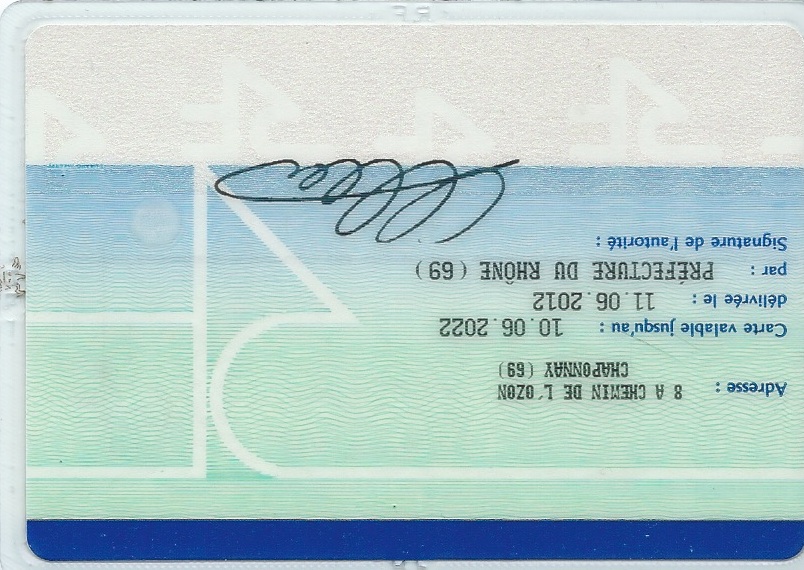 Adresse : 8 A CHEMIN DE L'OZON
CHAPONNAY (69)
Carte valable jusqu'au : 10.06.2022
délivrée le : 11.06.2012
par : PRÉFECTURE DU RHÔNE (69)
Signature de l'autorité :